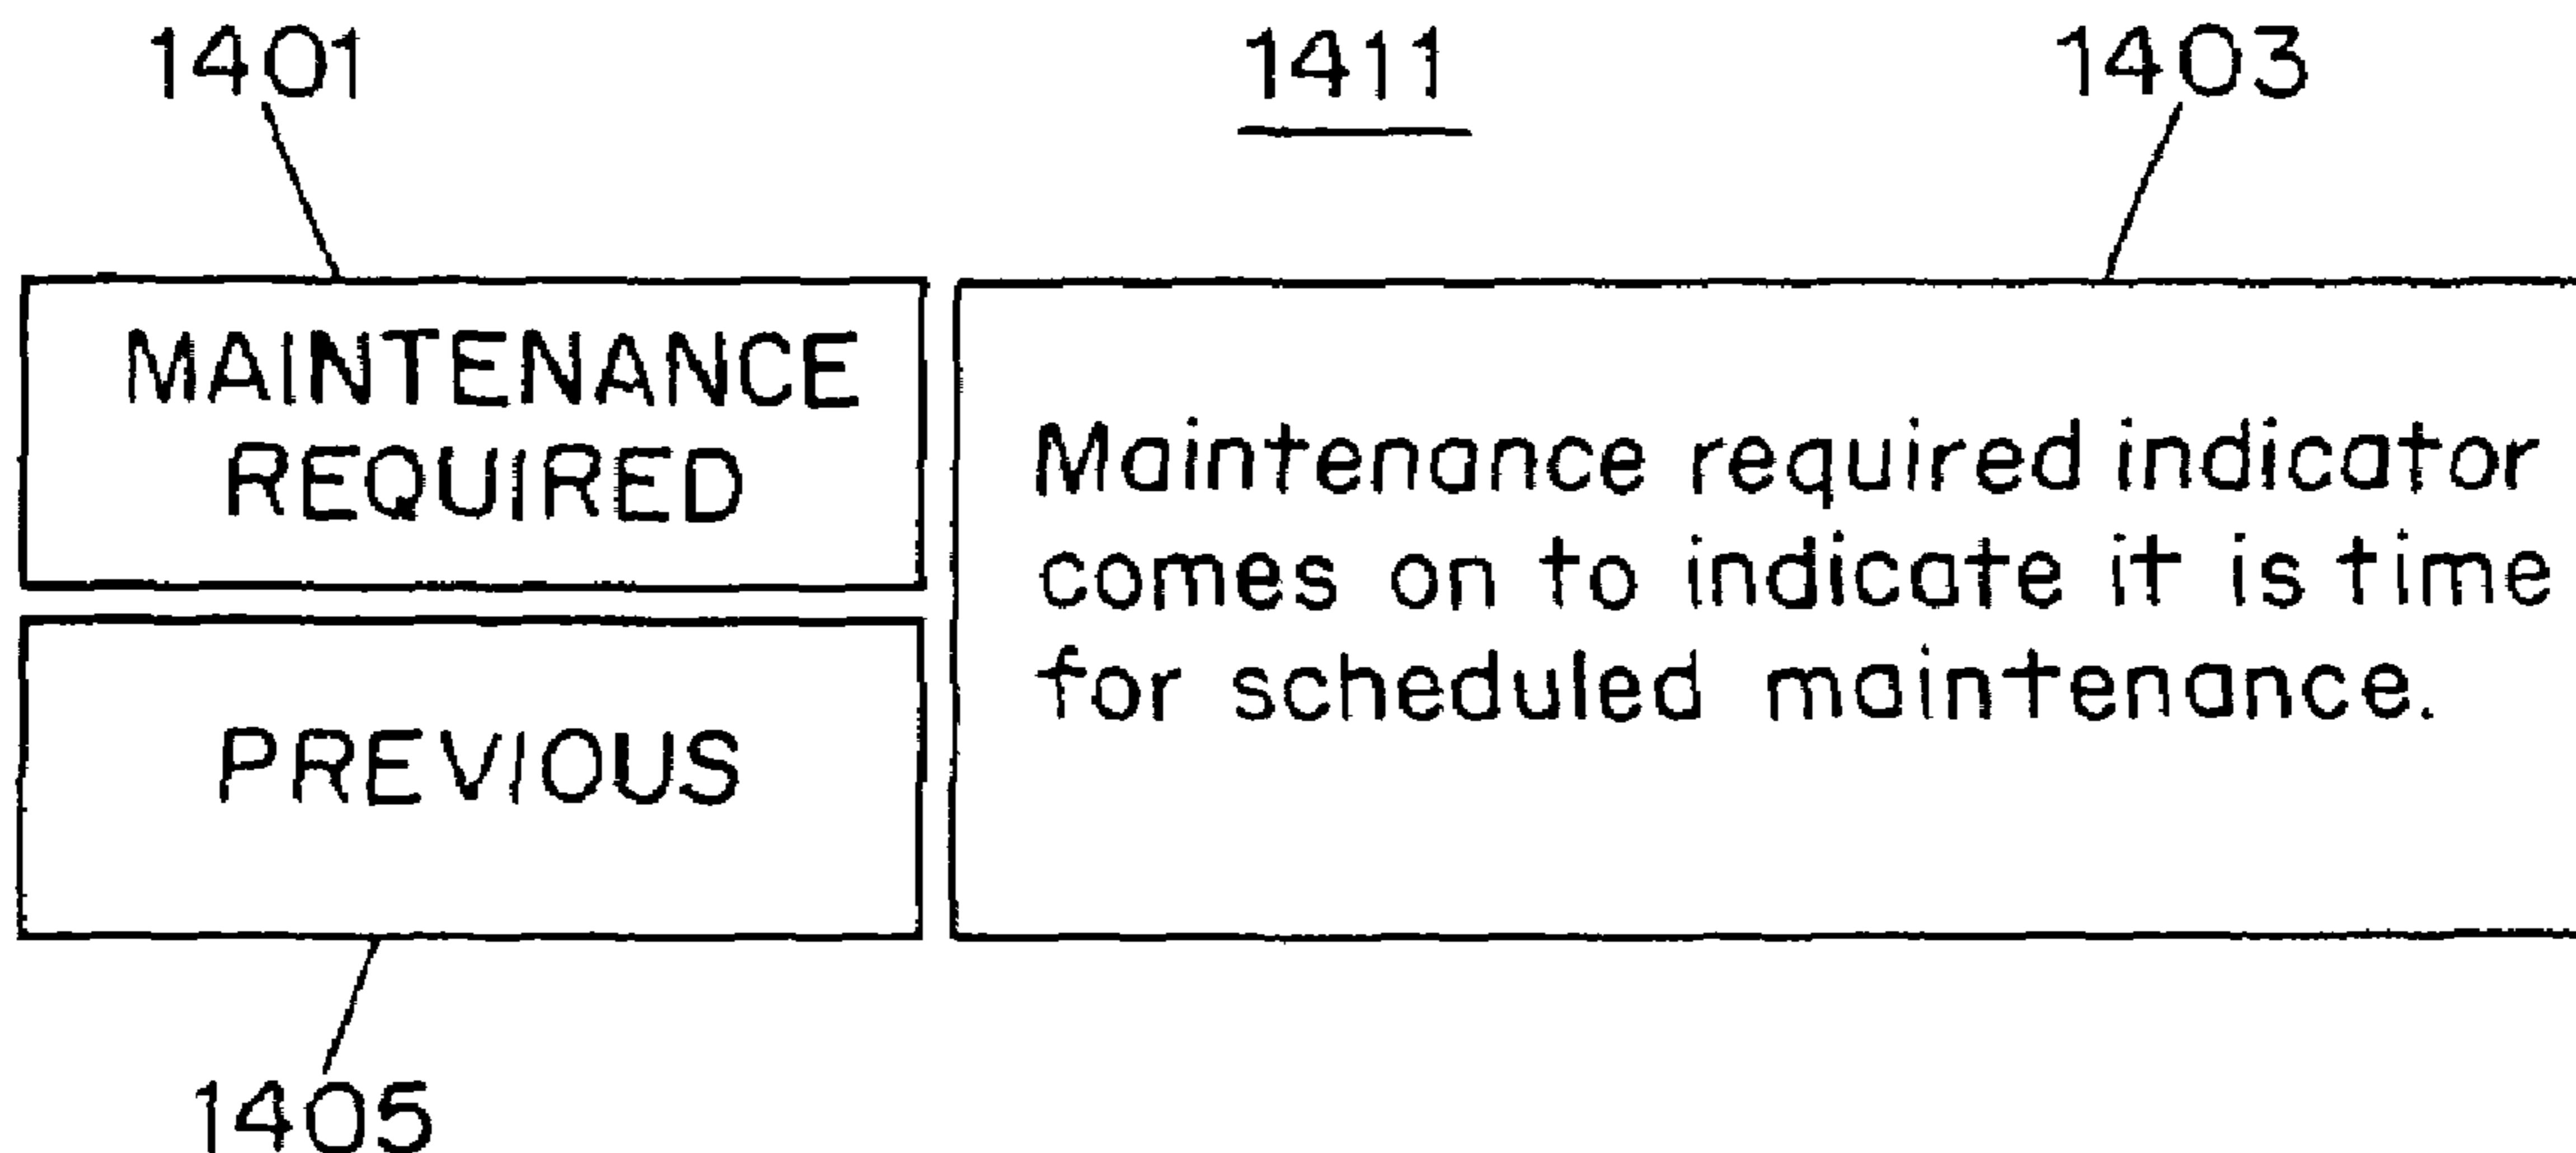 1401
1411
1403
MAINTENANCE
REQUIRED
Maintenance required indicator
comes on to indicate it is time
for scheduled maintenance.
PREVIOUS
1405